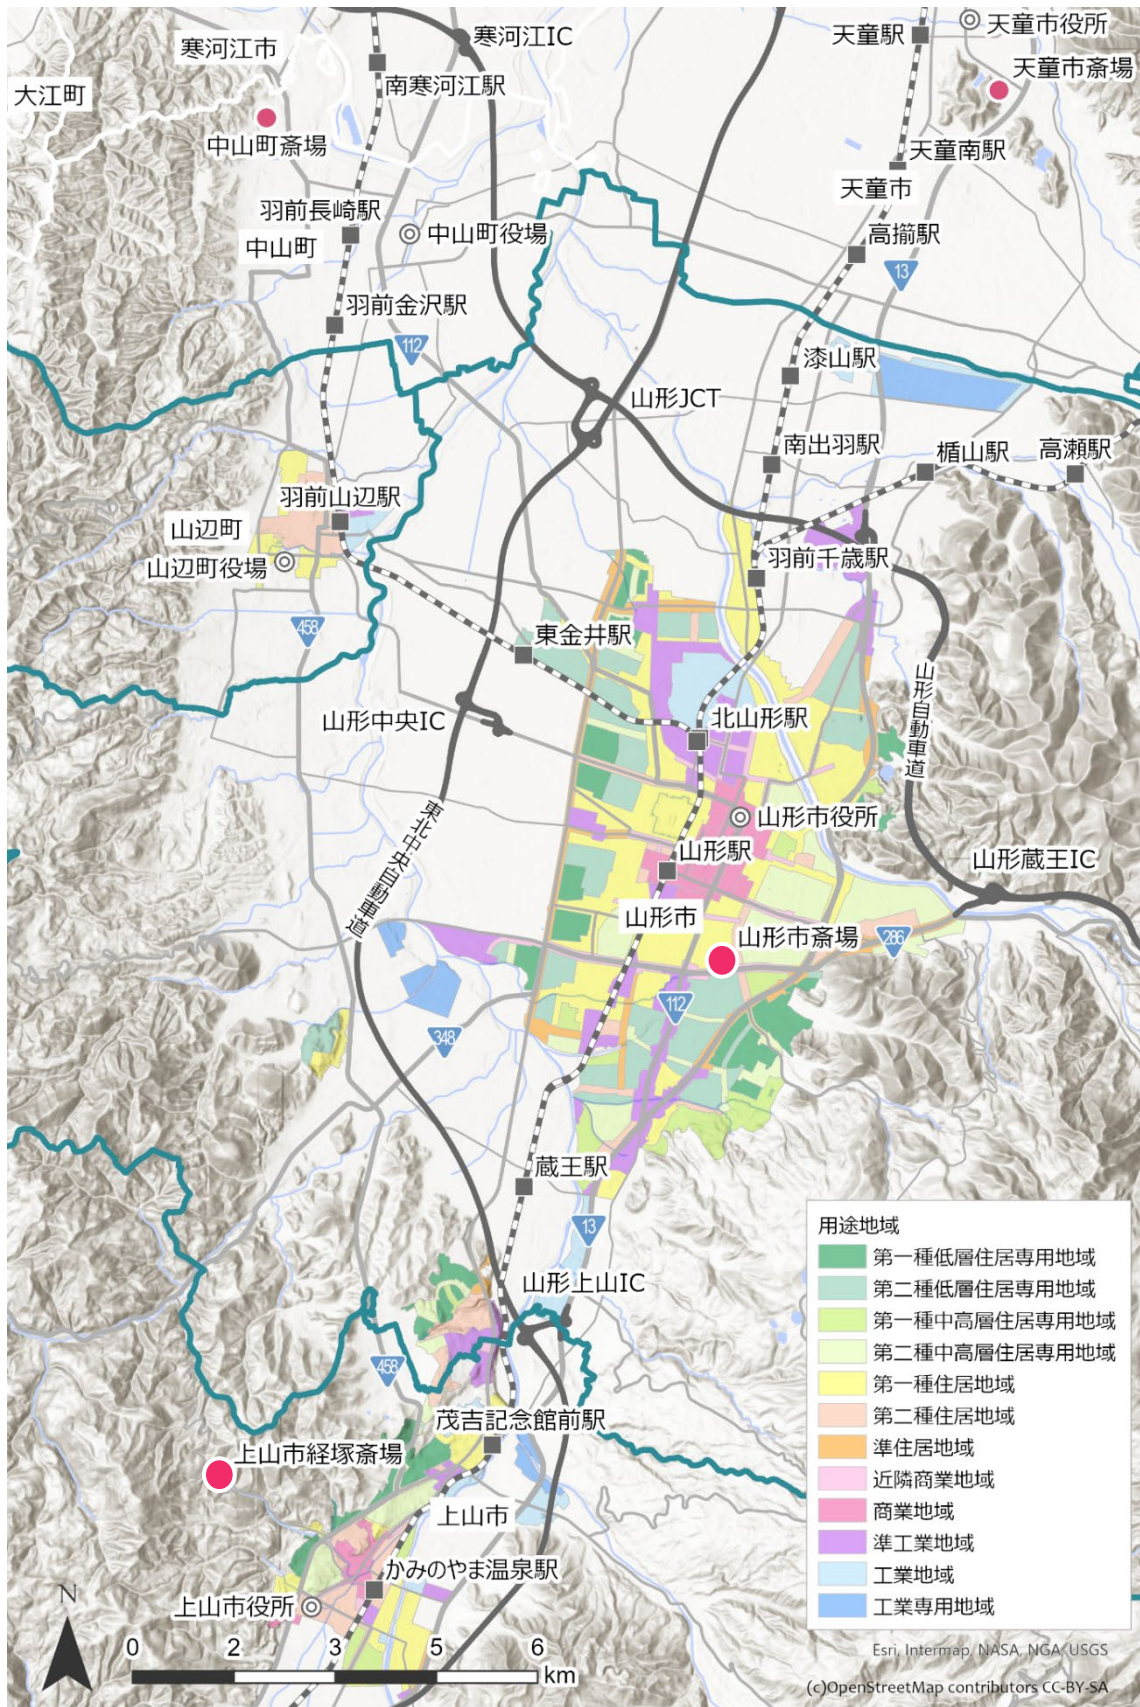 寒河江市
寒河江IC
天童駅
天童市役所
大江町
南寒河江駅
天童市斎場
中山町斎場
天童南駅
天童市
羽前長崎駅
中山町役場
中山町
高擶駅
13
羽前金沢駅
112
漆山駅
山形JCT
南出羽駅
楯山駅
高瀬駅
羽前山辺駅
山辺町
山辺町役場
羽前千歳駅
458
東金井駅
山形自動車道
山形中央IC
北山形駅
東北中央自動車道
山形市役所
山形駅
山形蔵王IC
山形市
山形市斎場
286
112
348
蔵王駅
13
山形上山IC
458
茂吉記念館前駅
上山市経塚斎場
上山市
かみのやま温泉駅
上山市役所
用途地域
第一種低層住居専用地域
第二種低層住居専用地域
第一種中高層住居専用地域
第二種中高層住居専用地域
第一種住居地域
第二種住居地域
準住居地域
近隣商業地域
商業地域
準工業地域
工業地域
工業専用地域
N
0 2 3 5 6
km
Esri, Intermap, NASA, NGA, USGS
(c)OpenStreetMap contributors CC-BY-SA